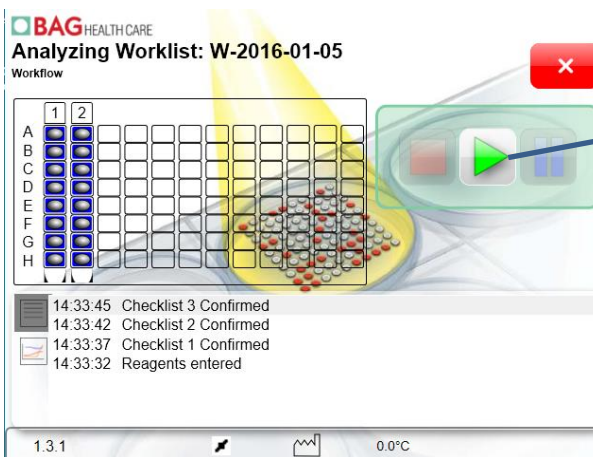 BAG HEALTH CARE
Analyzing Worklist: W-2016-01-05
Workflow
1 2
A
B
C
D
E
F
G
H
14:33:45 Checklist 3 Confirmed
14:33:42 Checklist 2 Confirmed
14:33:37 Checklist 1 Confirmed
14:33:32 Reagents entered
1.3.1 0.0°C